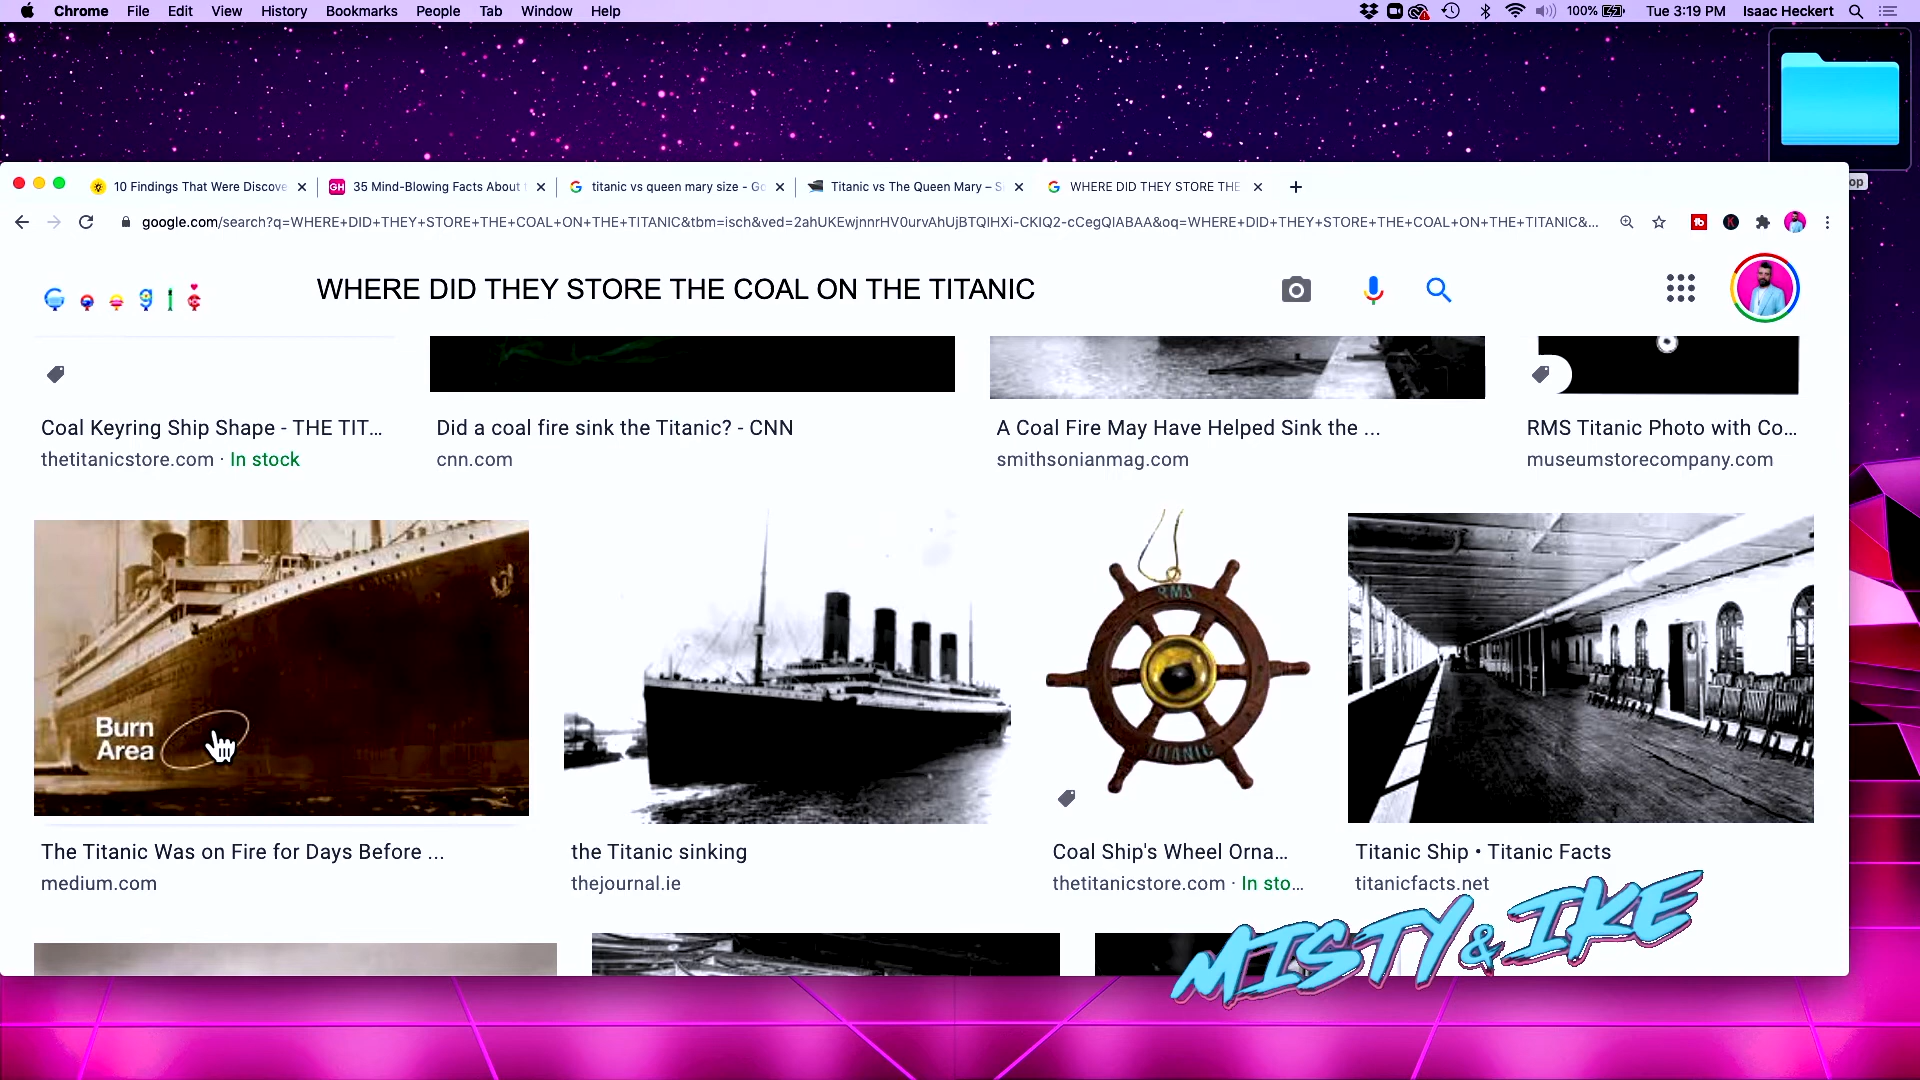 Chrome File Edit View History Bookmarks People Tab Window Help
100% Tue 3:19 PM Isaac Heckert
op
10 Findings That Were Discove
GH 35 Mind-Blowing Facts About
titanic vs queen mary size - Go
Titanic vs The Queen Mary – S
WHERE DID THEY STORE THE
google.com/search?q=WHERE+DID+THEY+STORE+THE+COAL+ON+THE+TITANIC&tbm=isch&ved=2ahUKEwjnnrHV0urvAhUjBTQIHXi-CKIQ2-cCegQIABAA&oq=WHERE+DID+THEY+STORE+THE+COAL+ON+THE+TITANIC&...
Google
WHERE DID THEY STORE THE COAL ON THE TITANIC
Coal Keyring Ship Shape - THE TIT...
thetitanicstore.com · In stock
Did a coal fire sink the Titanic? - CNN
cnn.com
A Coal Fire May Have Helped Sink the ...
smithsonianmag.com
RMS Titanic Photo with Co...
museumstorecompany.com
Burn
Area
RMS
TITANIC
The Titanic Was on Fire for Days Before ...
medium.com
the Titanic sinking
thejournal.ie
Coal Ship's Wheel Orna...
thetitanicstore.com · In sto...
Titanic Ship • Titanic Facts
titanicfacts.net
MISTY & IKE